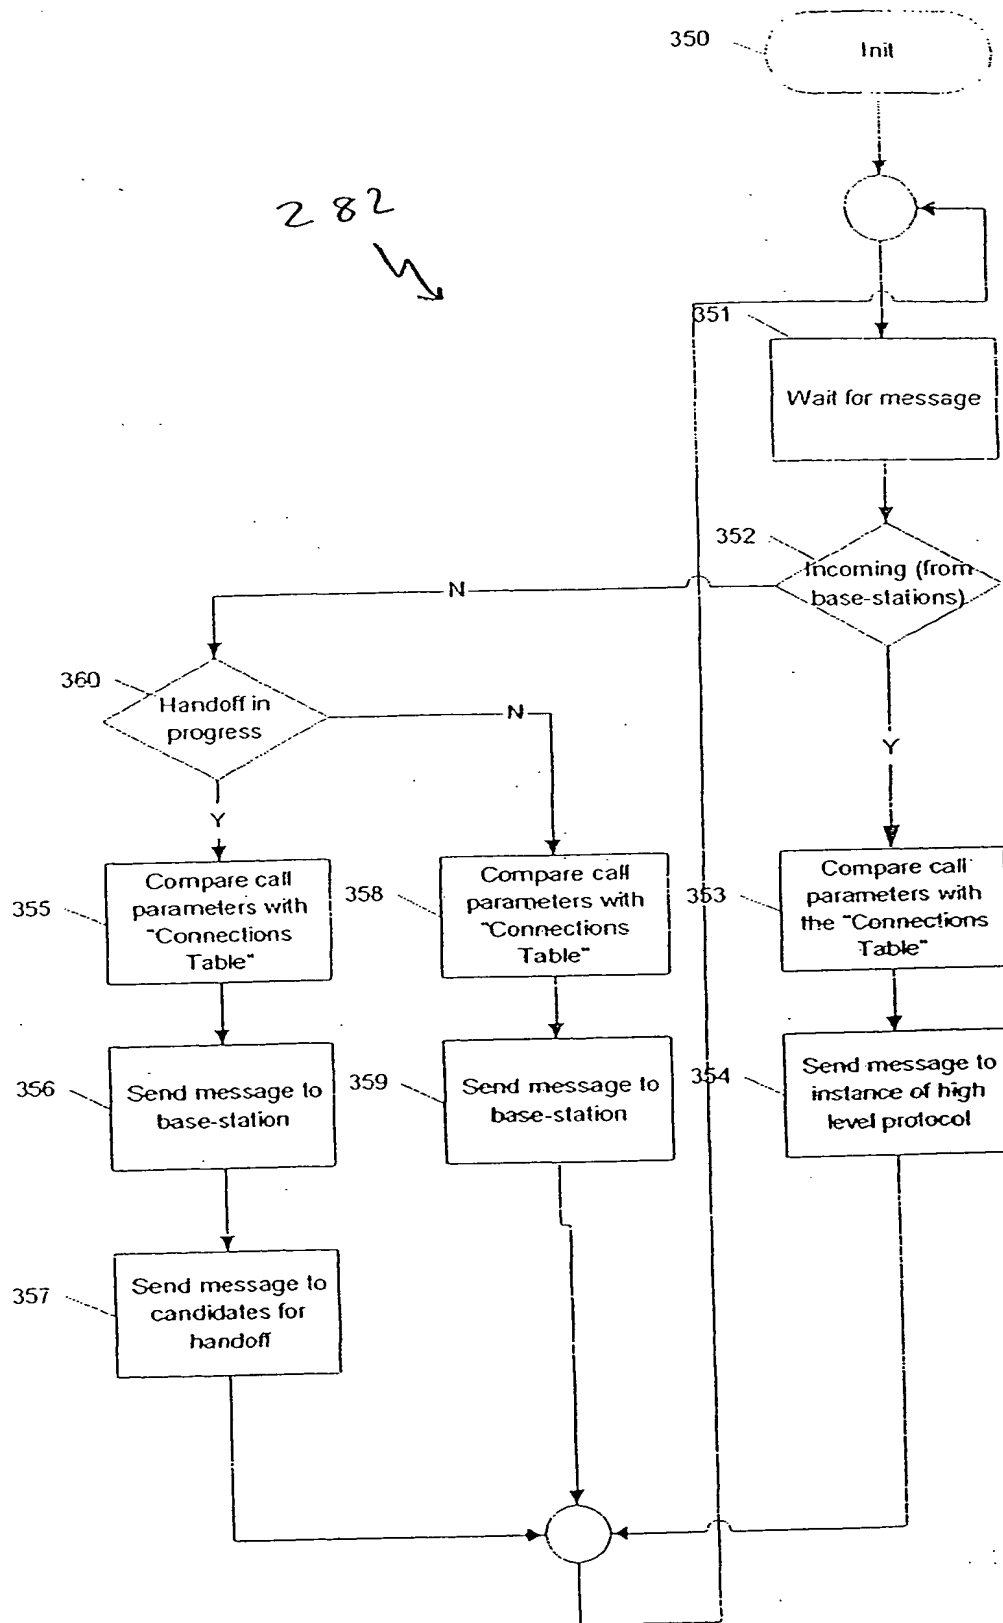 350
Init
282
351
Wait for message
352
Incoming (from
base-stations)
N
360
Handoff in
progress
N
Y
Y
355
Compare call
parameters with
"Connections
Table"
358
Compare call
parameters with
"Connections
Table"
353
Compare call
parameters with
the "Connections
Table"
356
Send message to
base-station
359
Send message to
base-station
354
Send message to
instance of high
level protocol
357
Send message to
candidates for
handoff